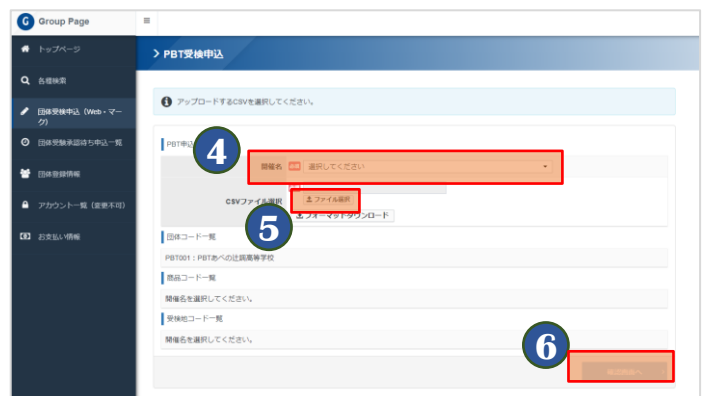 G Group Page
トップページ
各種検索
団体受検申込（Web・マー
ク）
団体受験承認待ち申込一覧
団体登録情報
アカウント一覧（変更不可）
お支払い情報
> PBT受検申込
アップロードするCSVを選択してください。
PBT申込
4
開催名 必須 選択してください
CSVファイル選択
ファイル選択
フォーマットダウンロード
5
団体コード一覧
PBT001：PBTあべの辻調高等学校
商品コード一覧
開催名を選択してください。
受検地コード一覧
開催名を選択してください。
6
確認画面へ